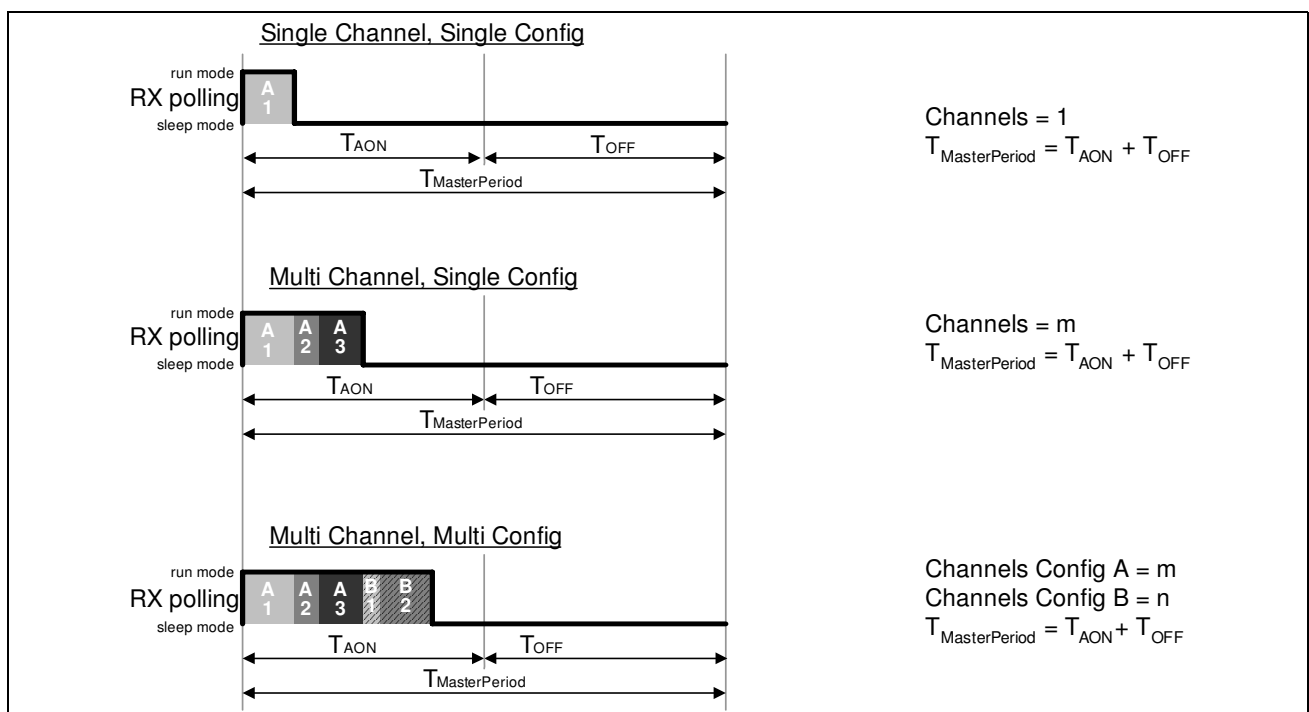 Single Channel, Single Config
run mode
RX polling
sleep mode
A
1
TAON
TOFF
TMasterPeriod
Channels = 1
TMasterPeriod = TAON + TOFF
Multi Channel, Single Config
run mode
RX polling
sleep mode
A A A
1 2 3
TAON
TOFF
TMasterPeriod
Channels = m
TMasterPeriod = TAON + TOFF
Multi Channel, Multi Config
run mode
RX polling
sleep mode
A A A B B
1 2 3 1 2
TAON
TOFF
TMasterPeriod
Channels Config A = m
Channels Config B = n
TMasterPeriod = TAON + TOFF